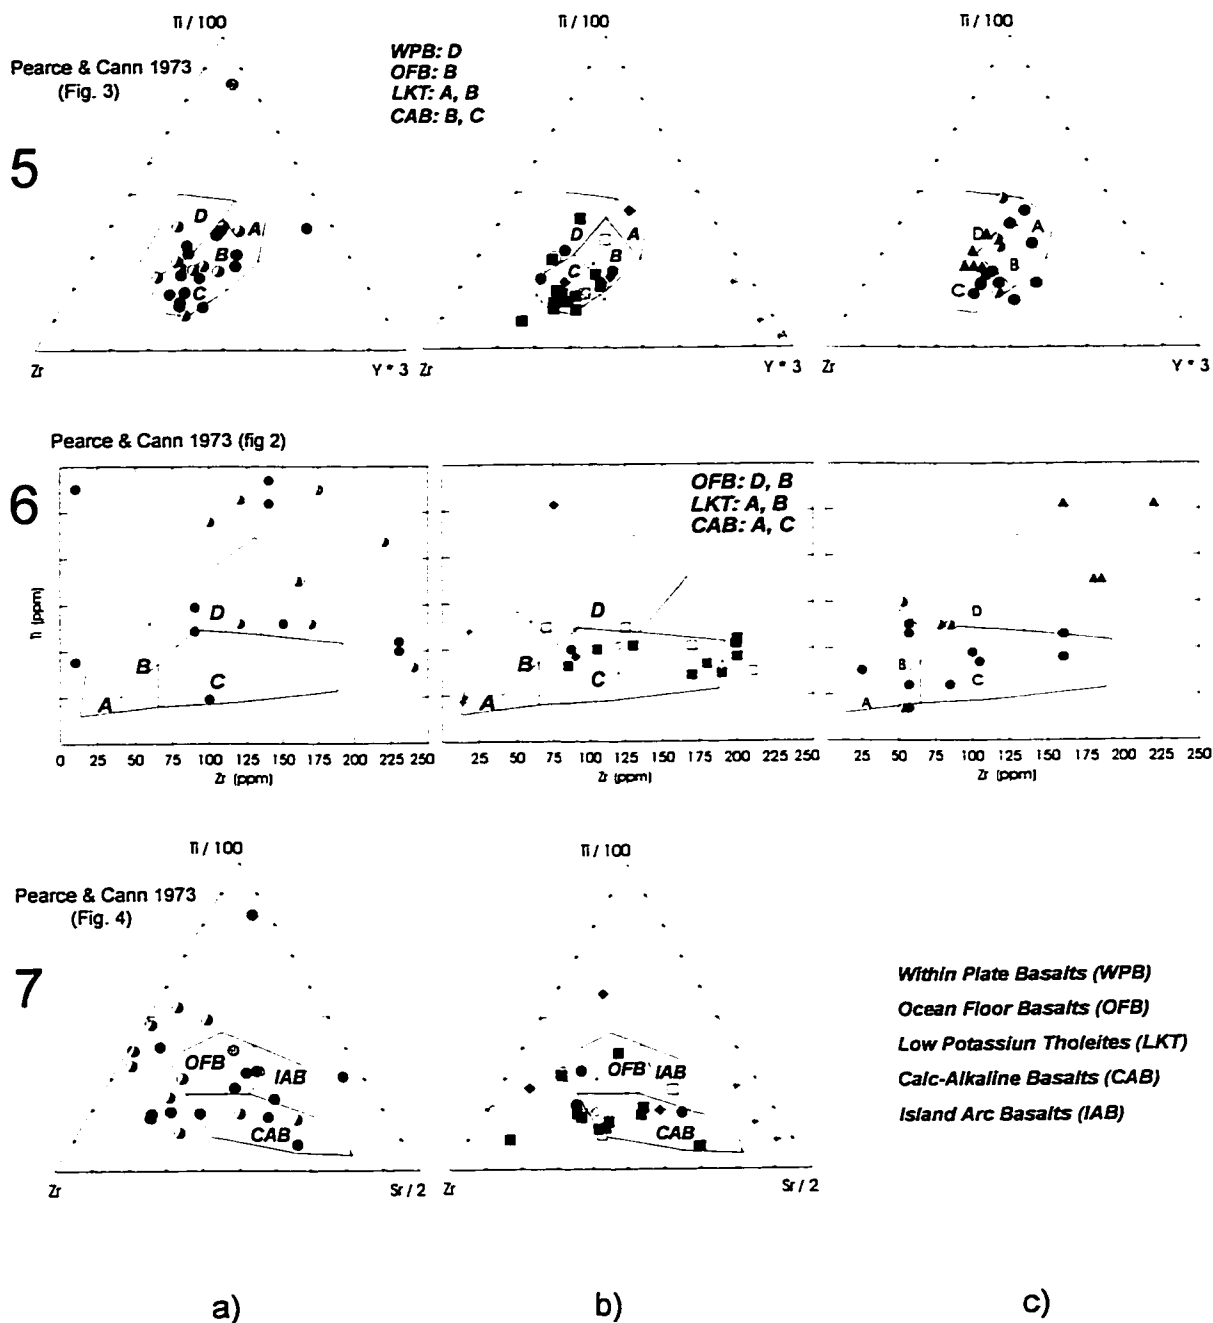 Ti / 100
Ti / 100
Ti / 100
Pearce & Cann 1973
(Fig. 3)
WPB: D
OFB: B
LKT: A, B
CAB: B, C
5
D
A
B
C
D
A
B
C
D
A
B
C
Zr
Y * 3
Zr
Y * 3
Zr
Y * 3
Pearce & Cann 1973 (fig 2)
6
OFB: D, B
LKT: A, B
CAB: A, C
Ti (ppm)
D
B
C
A
D
B
C
A
D
B
C
A
0 25 50 75 100 125 150 175 200 225 250
25 50 75 100 125 150 175 200 225 250
25 50 75 100 125 150 175 200 225 250
Zr (ppm)
Zr (ppm)
Zr (ppm)
Ti / 100
Ti / 100
Pearce & Cann 1973
(Fig. 4)
7
OFB
IAB
CAB
OFB
IAB
CAB
Zr
Sr / 2
Zr
Sr / 2
Within Plate Basalts (WPB)
Ocean Floor Basalts (OFB)
Low Potassiun Tholeites (LKT)
Calc-Alkaline Basalts (CAB)
Island Arc Basalts (IAB)
a)
b)
c)